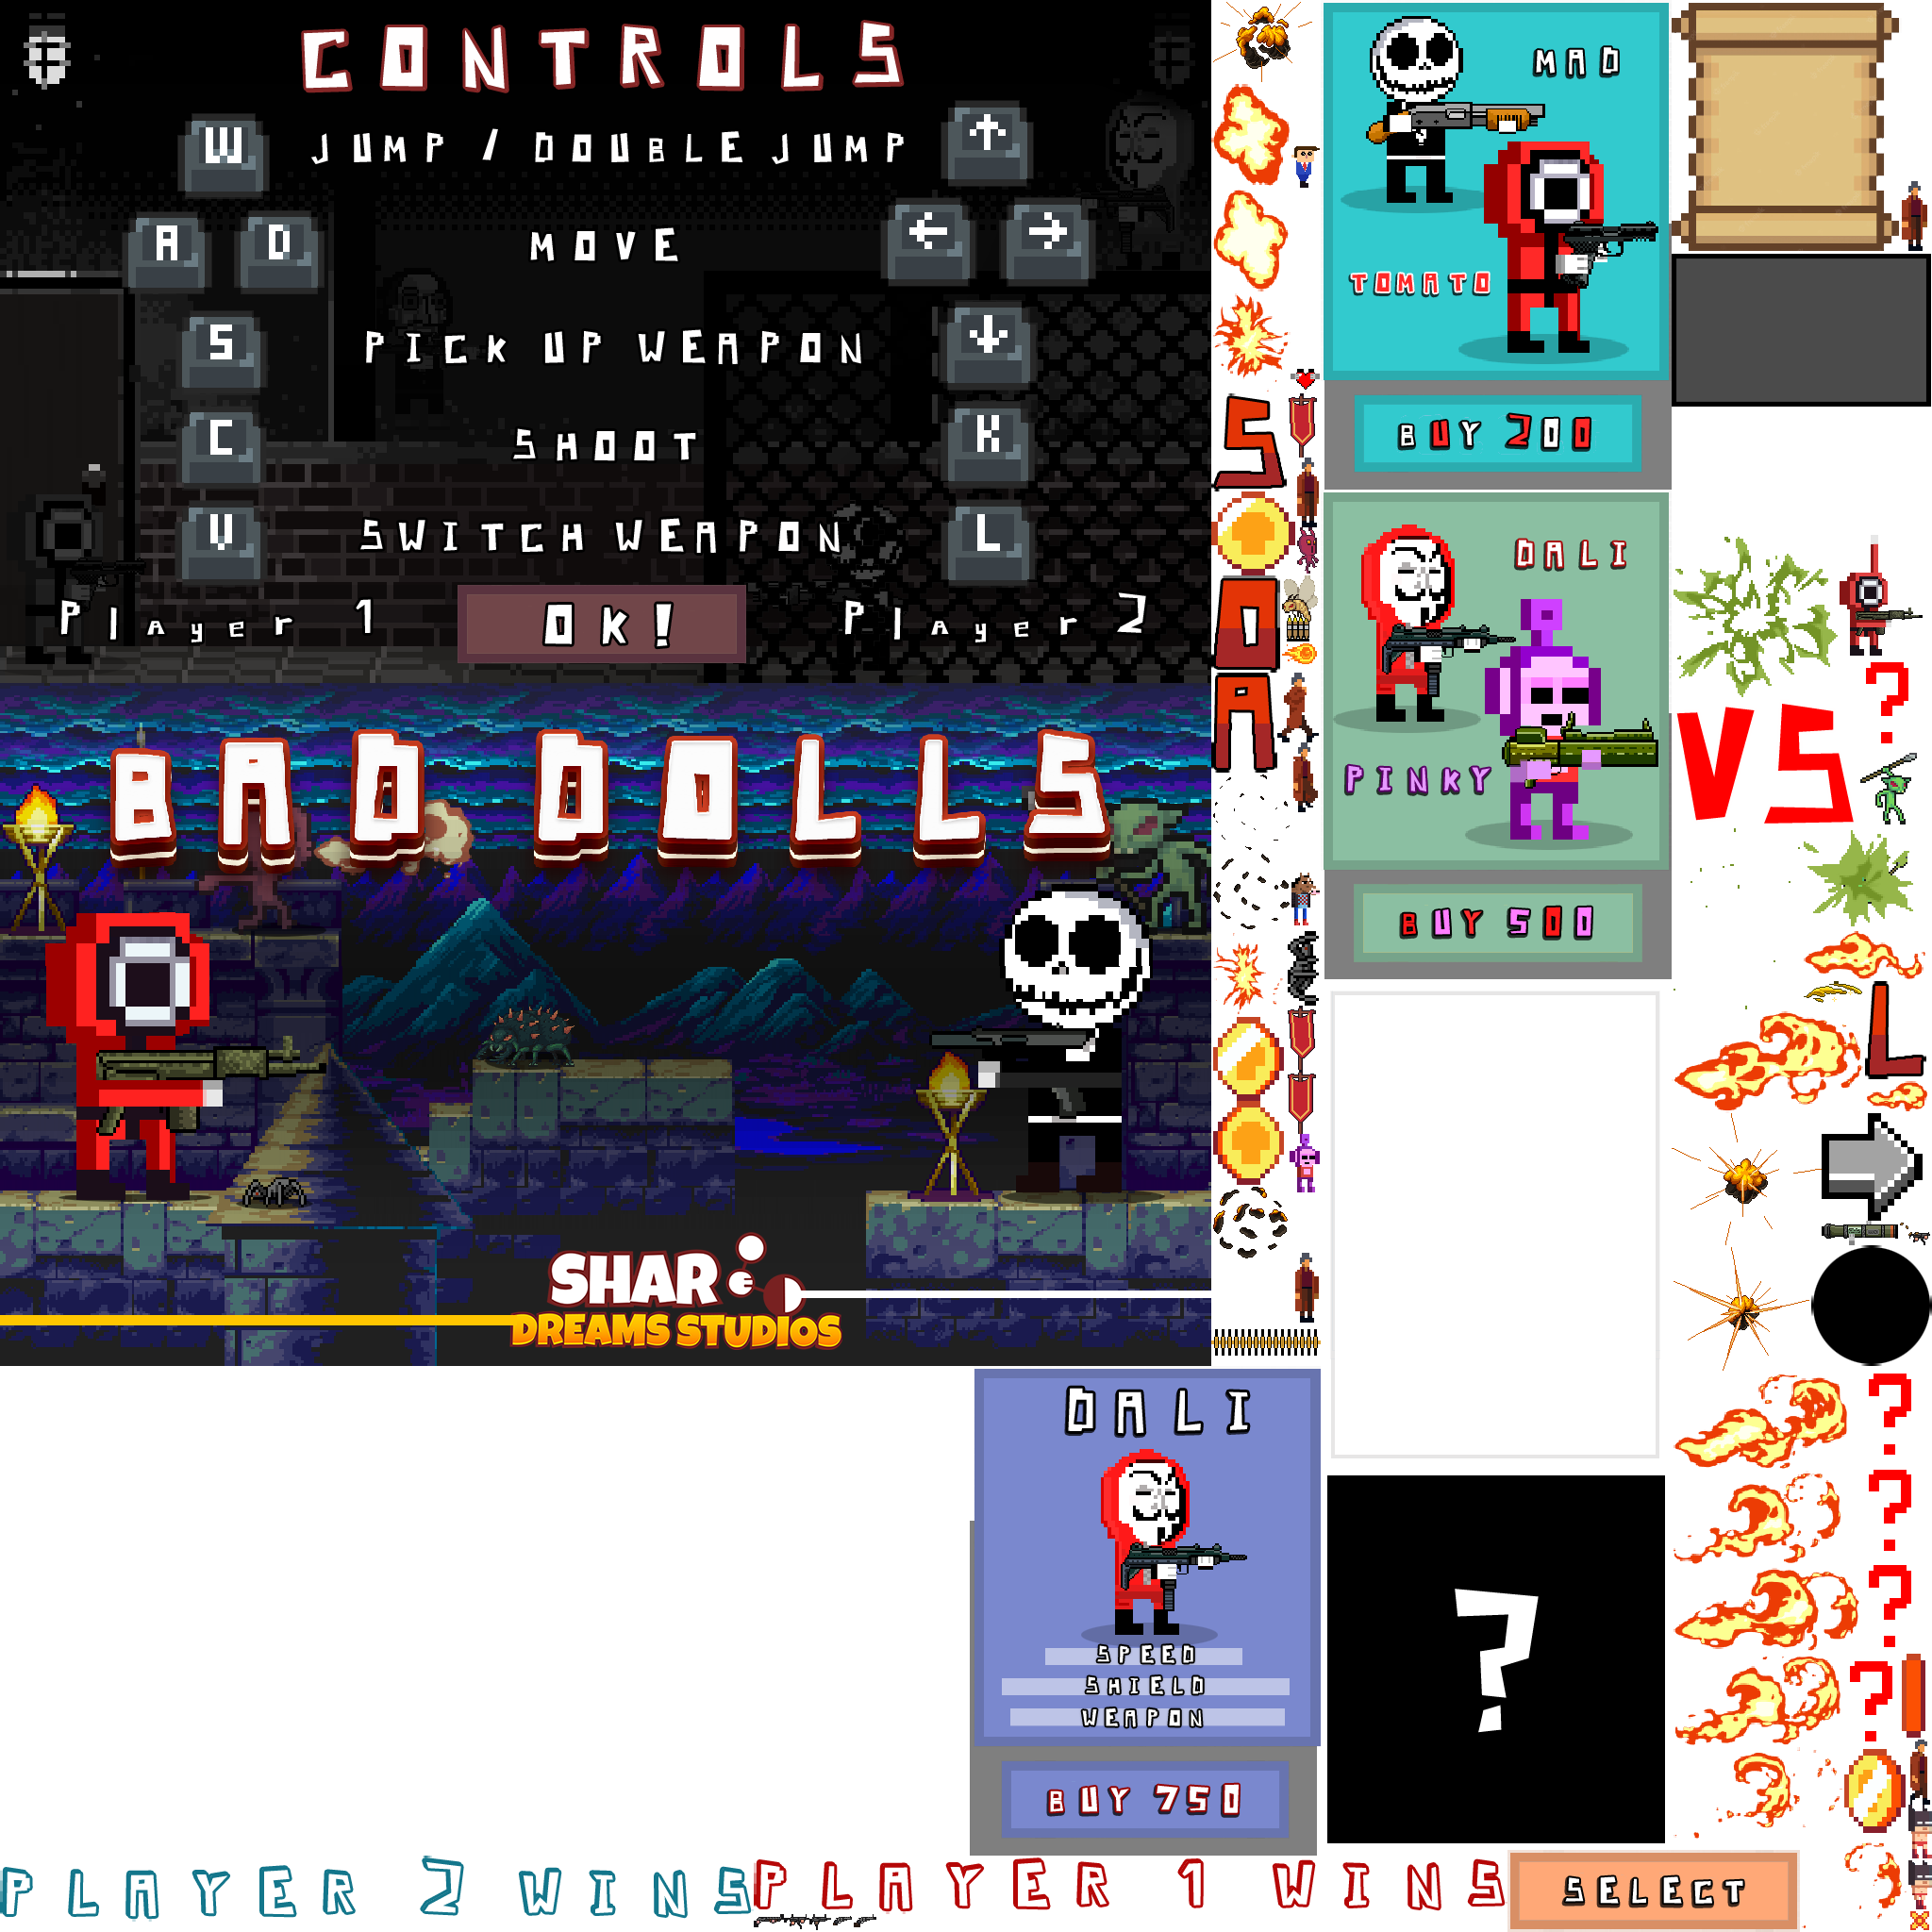 CONTROLS
W
JUMP / DOUBLE JUMP
A D
MOVE
S
PICK UP WEAPON
C
SHOOT
K
V
SWITCH WEAPON
L
Player 1
OK!
Player 2
BAD DOLLS
SHAR
DREAMS STUDIOS
S
O
A
MAD
TOMATO
BUY 200
DALI
PINKY
BUY 500
VS
L
?
?
?
?
?
?
DALI
SPEED
SHIELD
WEAPON
BUY 750
PLAYER 2 WINS
PLAYER 1 WINS
SELECT